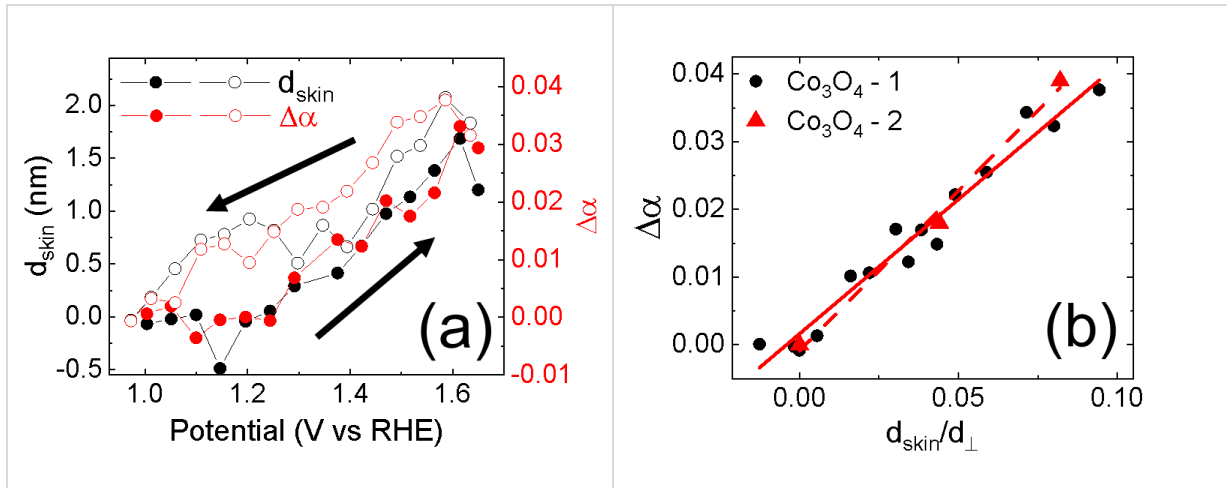 d_skin
Δα
2.0
1.5
1.0
0.5
0.0
-0.5
d_skin (nm)
0.04
0.03
0.02
0.01
0.00
-0.01
Δα
(a)
1.0 1.2 1.4 1.6
Potential (V vs RHE)
0.04
0.03
0.02
0.01
0.00
Δα
Co₃O₄ - 1
Co₃O₄ - 2
(b)
0.00 0.05 0.10
d_skin/d_⊥